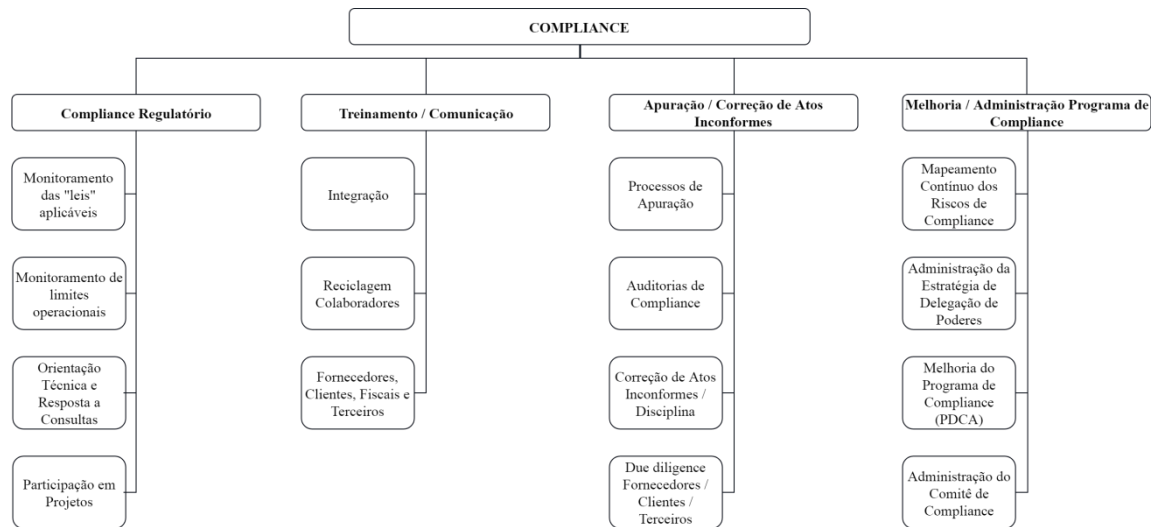 COMPLIANCE
Compliance Regulatório
Monitoramento
das "leis"
aplicáveis
Monitoramento de
limites
operacionais
Orientação
Técnica e
Resposta a
Consultas
Participação em
Projetos
Treinamento / Comunicação
Integração
Reciclagem
Colaboradores
Fornecedores,
Clientes, Fiscais e
Terceiros
Apuração / Correção de Atos
Inconformes
Processos de
Apuração
Auditorias de
Compliance
Correção de Atos
Inconformes /
Disciplina
Due diligence
Fornecedores /
Clientes /
Terceiros
Melhoria / Administração Programa de
Compliance
Mapeamento
Contínuo dos
Riscos de
Compliance
Administração da
Estratégia de
Delegação de
Poderes
Melhoria do
Programa de
Compliance
(PDCA)
Administração do
Comitê de
Compliance